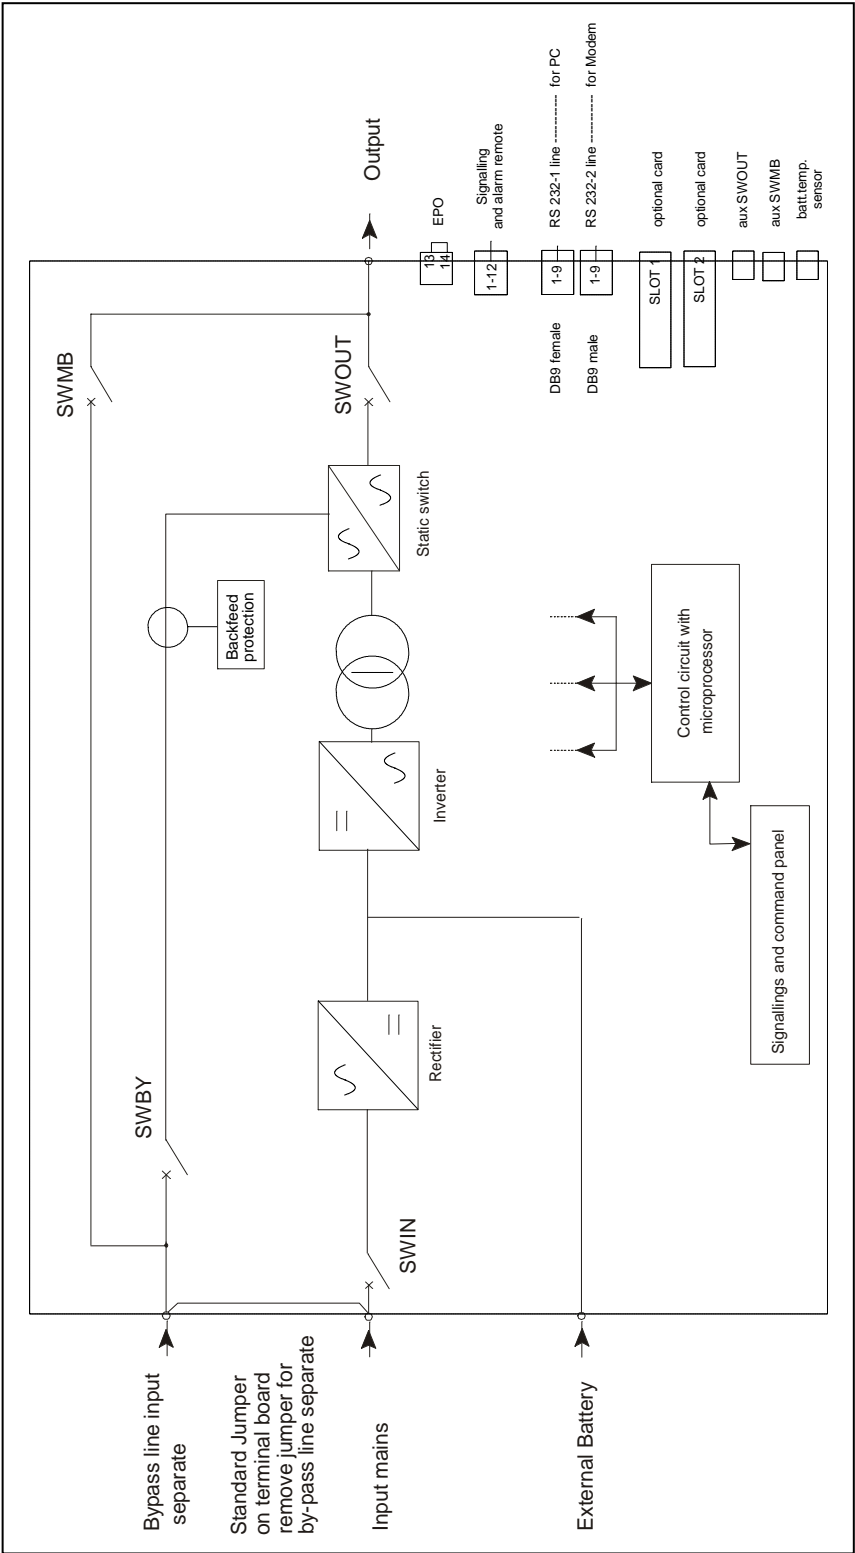 Bypass line input
separate
Standard Jumper
on terminal board
remove jumper for
by-pass line separate
Input mains
External Battery
SWMB
SWBY
SWIN
SWOUT
Backfeed
protection
Rectifier
Inverter
Static switch
Output
Signallings and command panel
Control circuit with
microprocessor
13
14
EPO
1-12
Signalling
and alarm remote
DB9 female
1-9
RS 232-1 line ----------- for PC
DB9 male
1-9
RS 232-2 line ----------- for Modem
SLOT 1
optional card
SLOT 2
optional card
aux SWOUT
aux SWMB
batt.temp.
sensor